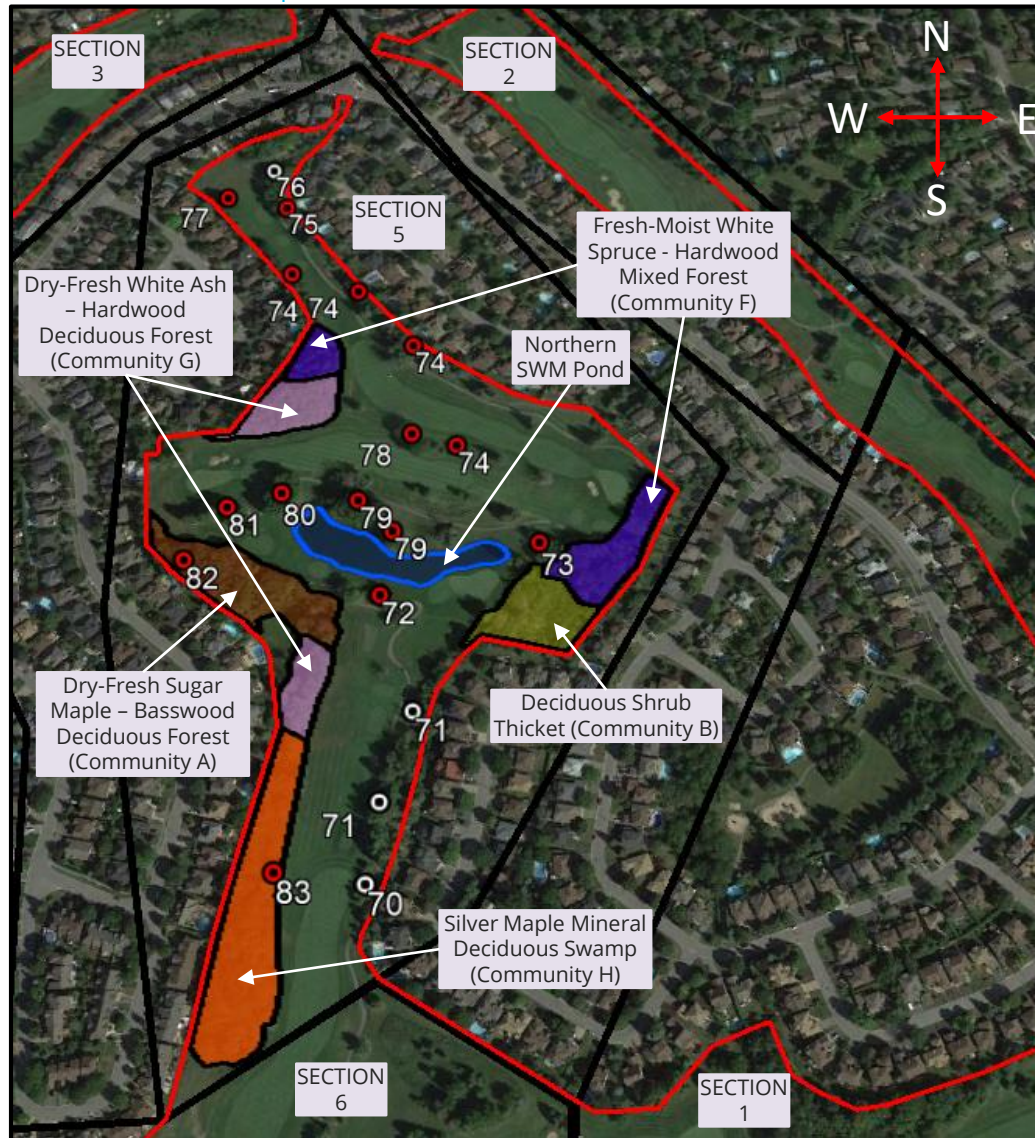 SECTION
3
SECTION
2
N
W
E
S
76
77
75
SECTION
5
Fresh-Moist White
Spruce - Hardwood
Mixed Forest
(Community F)
Dry-Fresh White Ash
– Hardwood
Deciduous Forest
(Community G)
74
74
74
Northern
SWM Pond
78
74
81
80
79
79
73
82
72
Dry-Fresh Sugar
Maple – Basswood
Deciduous Forest
(Community A)
Deciduous Shrub
Thicket (Community B)
71
71
83
70
Silver Maple Mineral
Deciduous Swamp
(Community H)
SECTION
6
SECTION
1